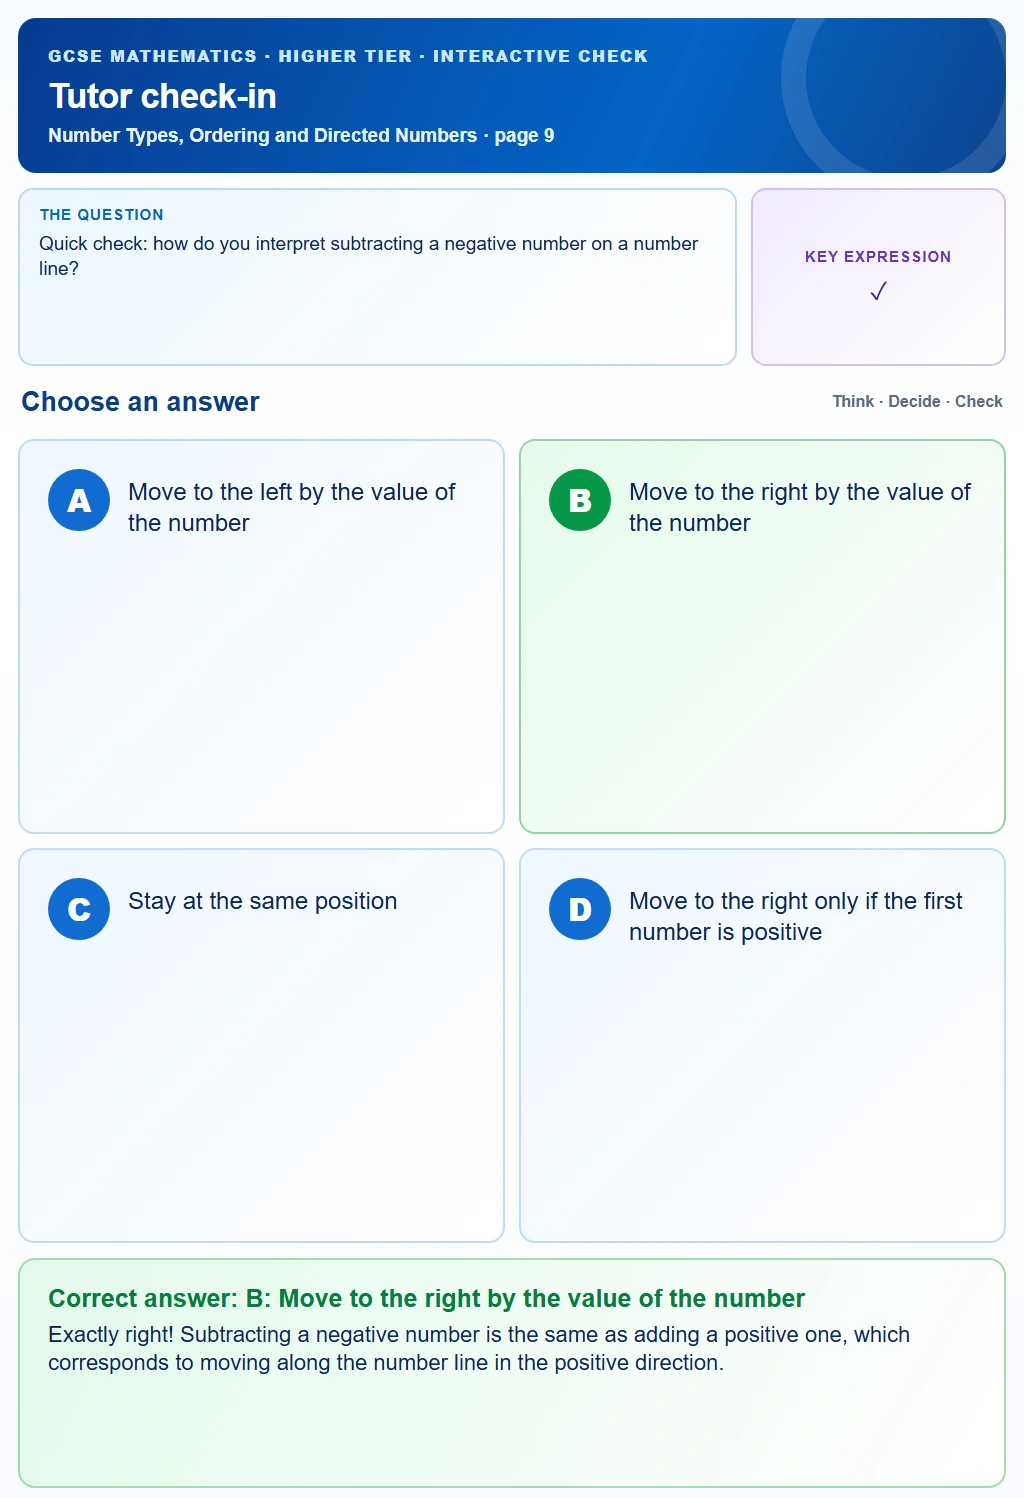 GCSE MATHEMATICS · HIGHER TIER · INTERACTIVE CHECK
Tutor check-in
Number Types, Ordering and Directed Numbers · page 9
THE QUESTION
Quick check: how do you interpret subtracting a negative number on a number
line?
KEY EXPRESSION
✓
Choose an answer
Think · Decide · Check
A
Move to the left by the value of
the number
B
Move to the right by the value of
the number
C
Stay at the same position
D
Move to the right only if the first
number is positive
Correct answer: B: Move to the right by the value of the number
Exactly right! Subtracting a negative number is the same as adding a positive one, which
corresponds to moving along the number line in the positive direction.